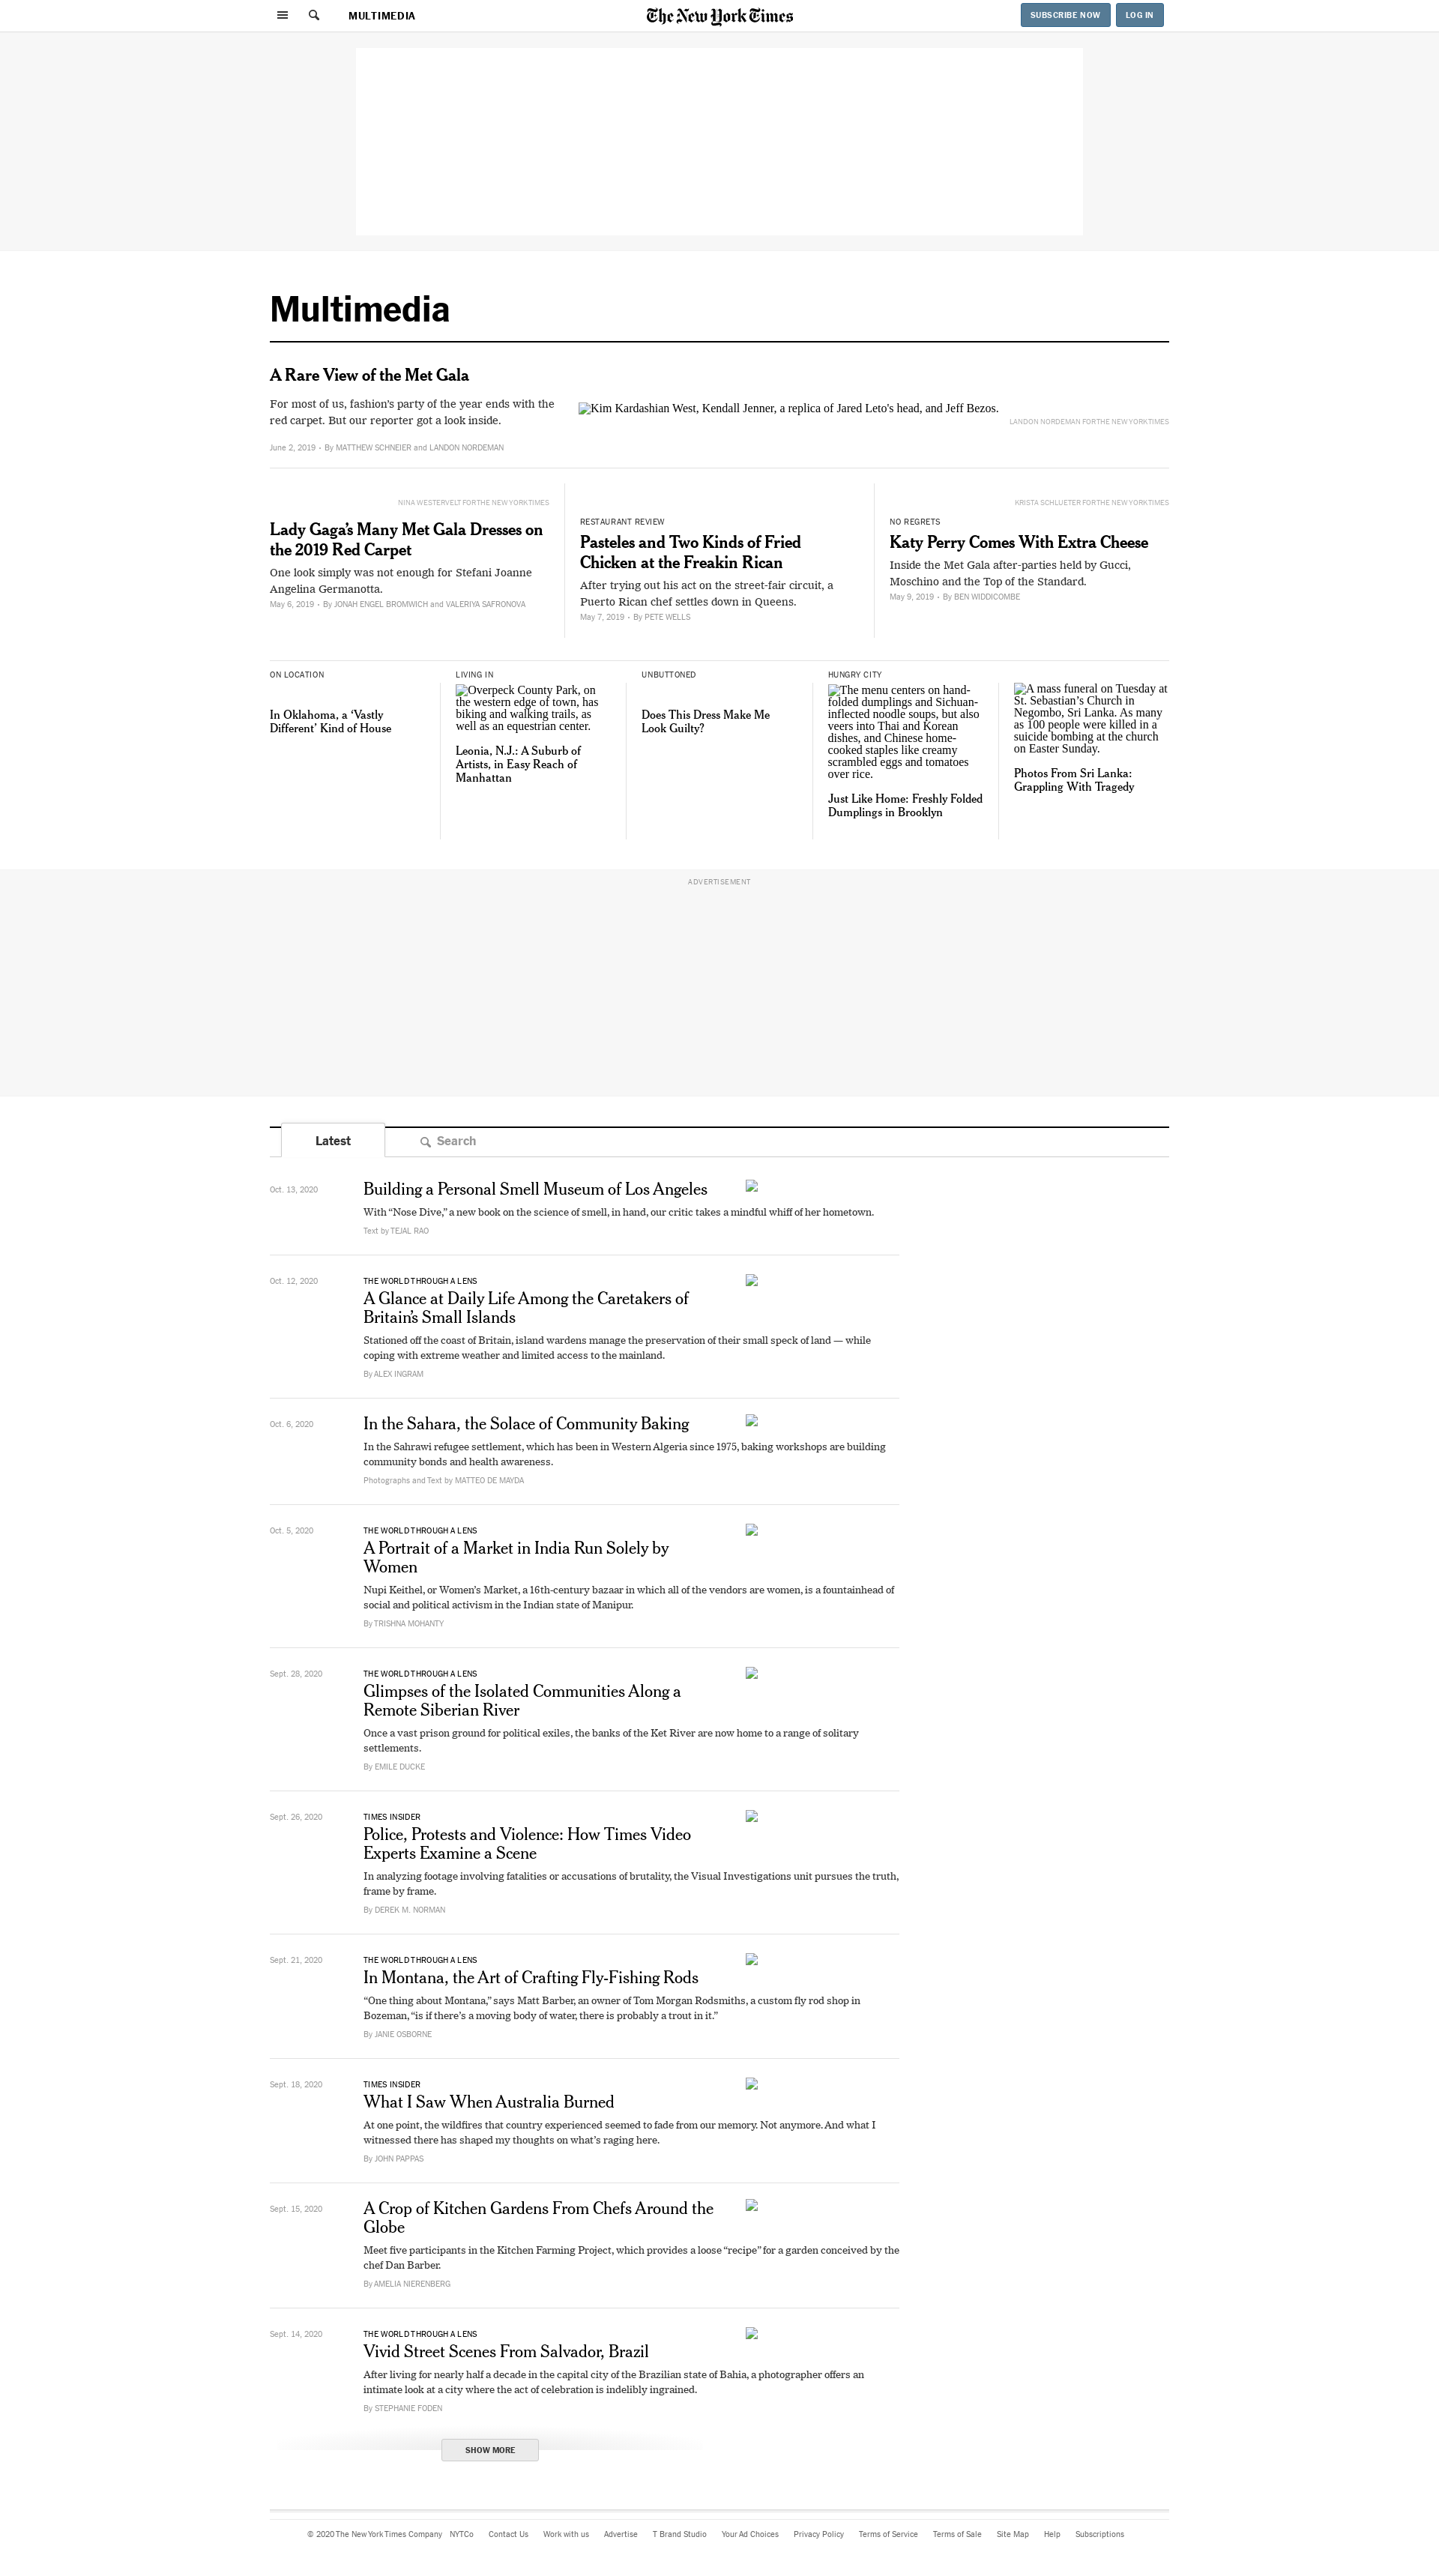 MULTIMEDIA
The New York Times
SUBSCRIBE NOW
LOG IN
Multimedia
A Rare View of the Met Gala
For most of us, fashion's party of the year ends with the
red carpet. But our reporter got a look inside.
June 2, 2019 • By MATTHEW SCHNEIER and LANDON NORDEMAN
Kim Kardashian West, Kendall Jenner, a replica of Jared Leto's head, and Jeff Bezos.
LANDON NORDEMAN FOR THE NEW YORK TIMES
NINA WESTERVELT FOR THE NEW YORK TIMES
Lady Gaga’s Many Met Gala Dresses on
the 2019 Red Carpet
One look simply was not enough for Stefani Joanne
Angelina Germanotta.
May 6, 2019 • By JONAH ENGEL BROMWICH and VALERIYA SAFRONOVA
RESTAURANT REVIEW
Pasteles and Two Kinds of Fried
Chicken at the Freakin Rican
After trying out his act on the street-fair circuit, a
Puerto Rican chef settles down in Queens.
May 7, 2019 • By PETE WELLS
KRISTA SCHLUETER FOR THE NEW YORK TIMES
NO REGRETS
Katy Perry Comes With Extra Cheese
Inside the Met Gala after-parties held by Gucci,
Moschino and the Top of the Standard.
May 9, 2019 • By BEN WIDDICOMBE
ON LOCATION
In Oklahoma, a ‘Vastly
Different’ Kind of House
LIVING IN
Overpeck County Park, on
the western edge of town, has
biking and walking trails, as
well as an equestrian center.
Leonia, N.J.: A Suburb of
Artists, in Easy Reach of
Manhattan
UNBUTTONED
Does This Dress Make Me
Look Guilty?
HUNGRY CITY
The menu centers on hand-
folded dumplings and Sichuan-
inflected noodle soups, but also
veers into Thai and Korean
dishes, and Chinese home-
cooked staples like creamy
scrambled eggs and tomatoes
over rice.
Just Like Home: Freshly Folded
Dumplings in Brooklyn
A mass funeral on Tuesday at
St. Sebastian’s Church in
Negombo, Sri Lanka. As many
as 100 people were killed in a
suicide bombing at the church
on Easter Sunday.
Photos From Sri Lanka:
Grappling With Tragedy
ADVERTISEMENT
Latest
Search
Oct. 13, 2020
Building a Personal Smell Museum of Los Angeles
With “Nose Dive,” a new book on the science of smell, in hand, our critic takes a mindful whiff of her hometown.
Text by TEJAL RAO
Oct. 12, 2020
THE WORLD THROUGH A LENS
A Glance at Daily Life Among the Caretakers of
Britain’s Small Islands
Stationed off the coast of Britain, island wardens manage the preservation of their small speck of land — while
coping with extreme weather and limited access to the mainland.
By ALEX INGRAM
Oct. 6, 2020
In the Sahara, the Solace of Community Baking
In the Sahrawi refugee settlement, which has been in Western Algeria since 1975, baking workshops are building
community bonds and health awareness.
Photographs and Text by MATTEO DE MAYDA
Oct. 5, 2020
THE WORLD THROUGH A LENS
A Portrait of a Market in India Run Solely by
Women
Nupi Keithel, or Women’s Market, a 16th-century bazaar in which all of the vendors are women, is a fountainhead of
social and political activism in the Indian state of Manipur.
By TRISHNA MOHANTY
Sept. 28, 2020
THE WORLD THROUGH A LENS
Glimpses of the Isolated Communities Along a
Remote Siberian River
Once a vast prison ground for political exiles, the banks of the Ket River are now home to a range of solitary
settlements.
By EMILE DUCKE
Sept. 26, 2020
TIMES INSIDER
Police, Protests and Violence: How Times Video
Experts Examine a Scene
In analyzing footage involving fatalities or accusations of brutality, the Visual Investigations unit pursues the truth,
frame by frame.
By DEREK M. NORMAN
Sept. 21, 2020
THE WORLD THROUGH A LENS
In Montana, the Art of Crafting Fly-Fishing Rods
“One thing about Montana,” says Matt Barber, an owner of Tom Morgan Rodsmiths, a custom fly rod shop in
Bozeman, “is if there’s a moving body of water, there is probably a trout in it.”
By JANIE OSBORNE
Sept. 18, 2020
TIMES INSIDER
What I Saw When Australia Burned
At one point, the wildfires that country experienced seemed to fade from our memory. Not anymore. And what I
witnessed there has shaped my thoughts on what’s raging here.
By JOHN PAPPAS
Sept. 15, 2020
A Crop of Kitchen Gardens From Chefs Around the
Globe
Meet five participants in the Kitchen Farming Project, which provides a loose “recipe” for a garden conceived by the
chef Dan Barber.
By AMELIA NIERENBERG
Sept. 14, 2020
THE WORLD THROUGH A LENS
Vivid Street Scenes From Salvador, Brazil
After living for nearly half a decade in the capital city of the Brazilian state of Bahia, a photographer offers an
intimate look at a city where the act of celebration is indelibly ingrained.
By STEPHANIE FODEN
SHOW MORE
© 2020 The New York Times Company NYTCo Contact Us Work with us Advertise T Brand Studio Your Ad Choices Privacy Policy Terms of Service Terms of Sale Site Map Help Subscriptions